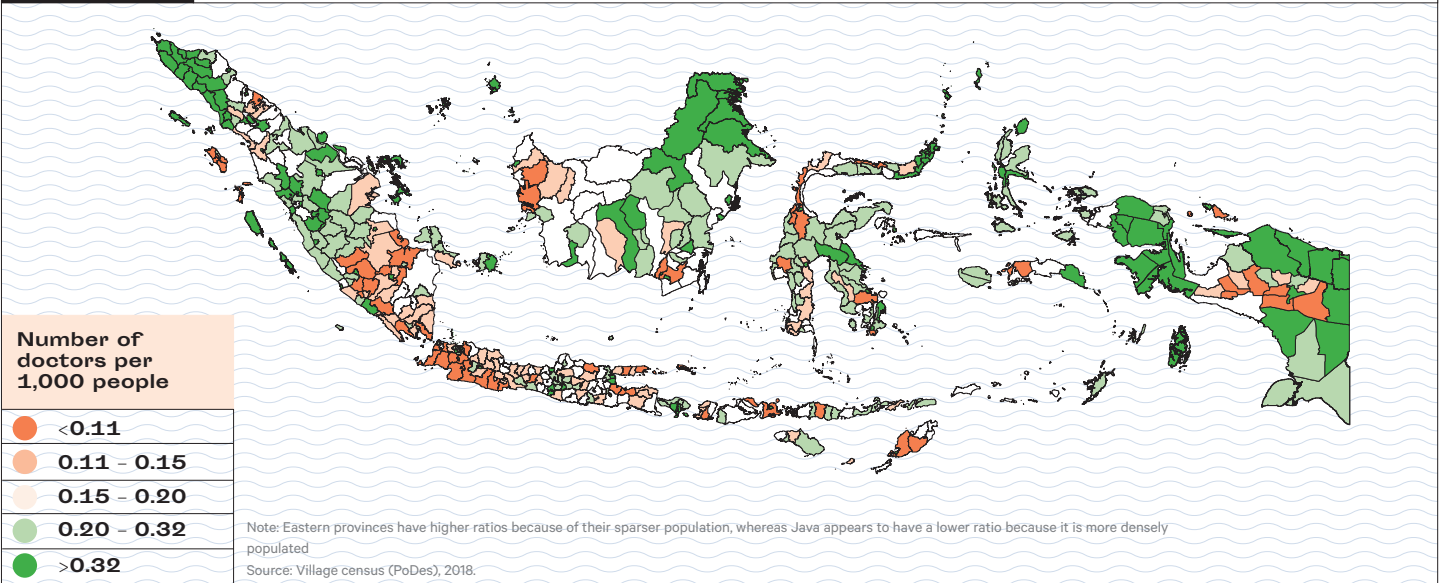 Number of
doctors per
1,000 people
<0.11
0.11 – 0.15
0.15 – 0.20
0.20 – 0.32
>0.32
Note: Eastern provinces have higher ratios because of their sparser population, whereas Java appears to have a lower ratio because it is more densely
populated
Source: Village census (PoDes), 2018.